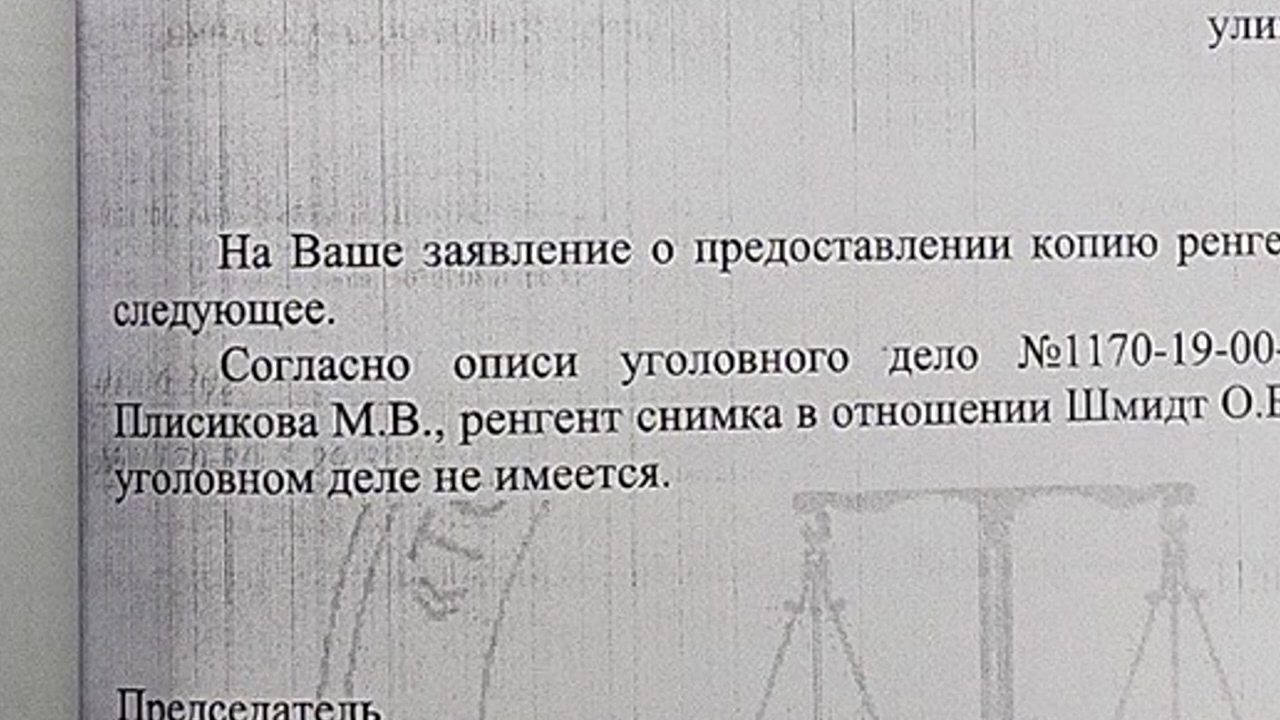 ули
На Ваше заявление о предоставлении копию ренге
следующее.
Согласно описи уголовного дело №1170-19-00-
Плисикова М.В., ренгент снимка в отношении Шмидт О.В
уголовном деле не имеется.
«Т
Председатель